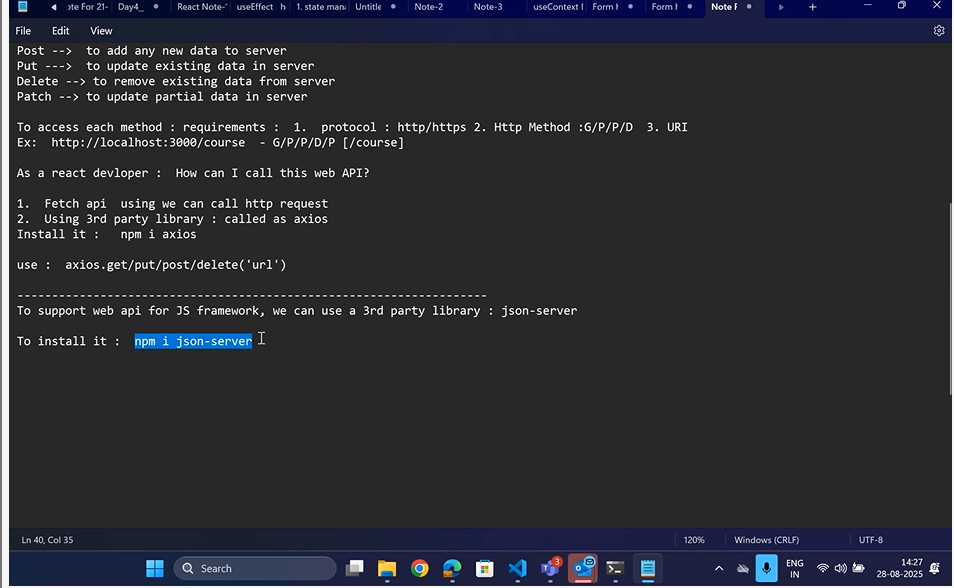 ote For 21- Day4_ React Note-' useEffect h 1. state mana Untitle Note-2 Note-3 useContext I Form h Form h Note F
File Edit View
Post -->  to add any new data to server
Put --->  to update existing data in server
Delete --> to remove existing data from server
Patch --> to update partial data in server
To access each method : requirements :  1.  protocol : http/https 2. Http Method :G/P/P/D  3. URI
Ex:  http://localhost:3000/course  - G/P/P/D/P [/course]
As a react devloper :  How can I call this web API?
1.  Fetch api  using we can call http request
2.  Using 3rd party library : called as axios
Install it :   npm i axios
use :  axios.get/put/post/delete('url')
--------------------------------------------------------------------
To support web api for JS framework, we can use a 3rd party library : json-server
To install it :  npm i json-server
Ln 40, Col 35 120% Windows (CRLF) UTF-8
Search 3 ENG IN 14:27 28-08-2025